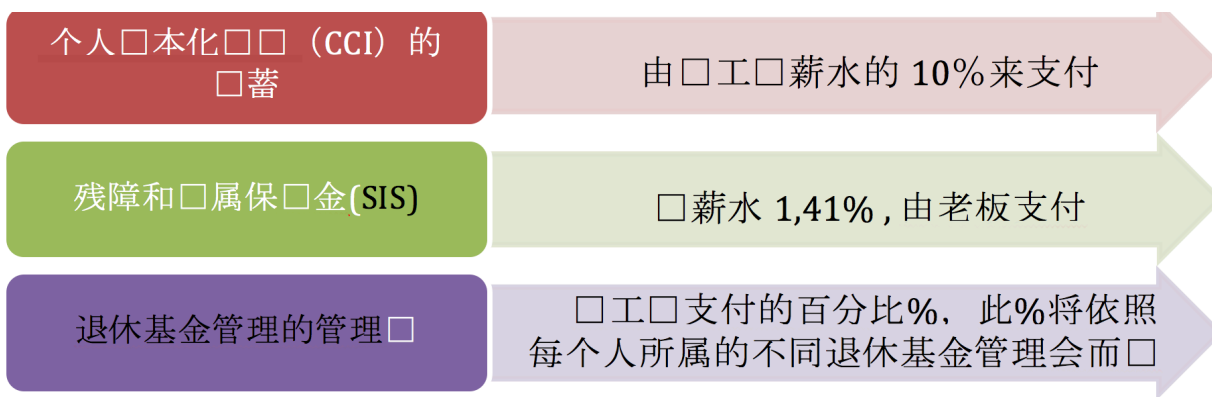 个人□本化□□（CCI）的
□蓄
由□工□薪水的 10％来支付
残障和□属保□金(SIS)
□薪水 1,41% , 由老板支付
退休基金管理的管理□
□工□支付的百分比%，此%将依照
每个人所属的不同退休基金管理会而□